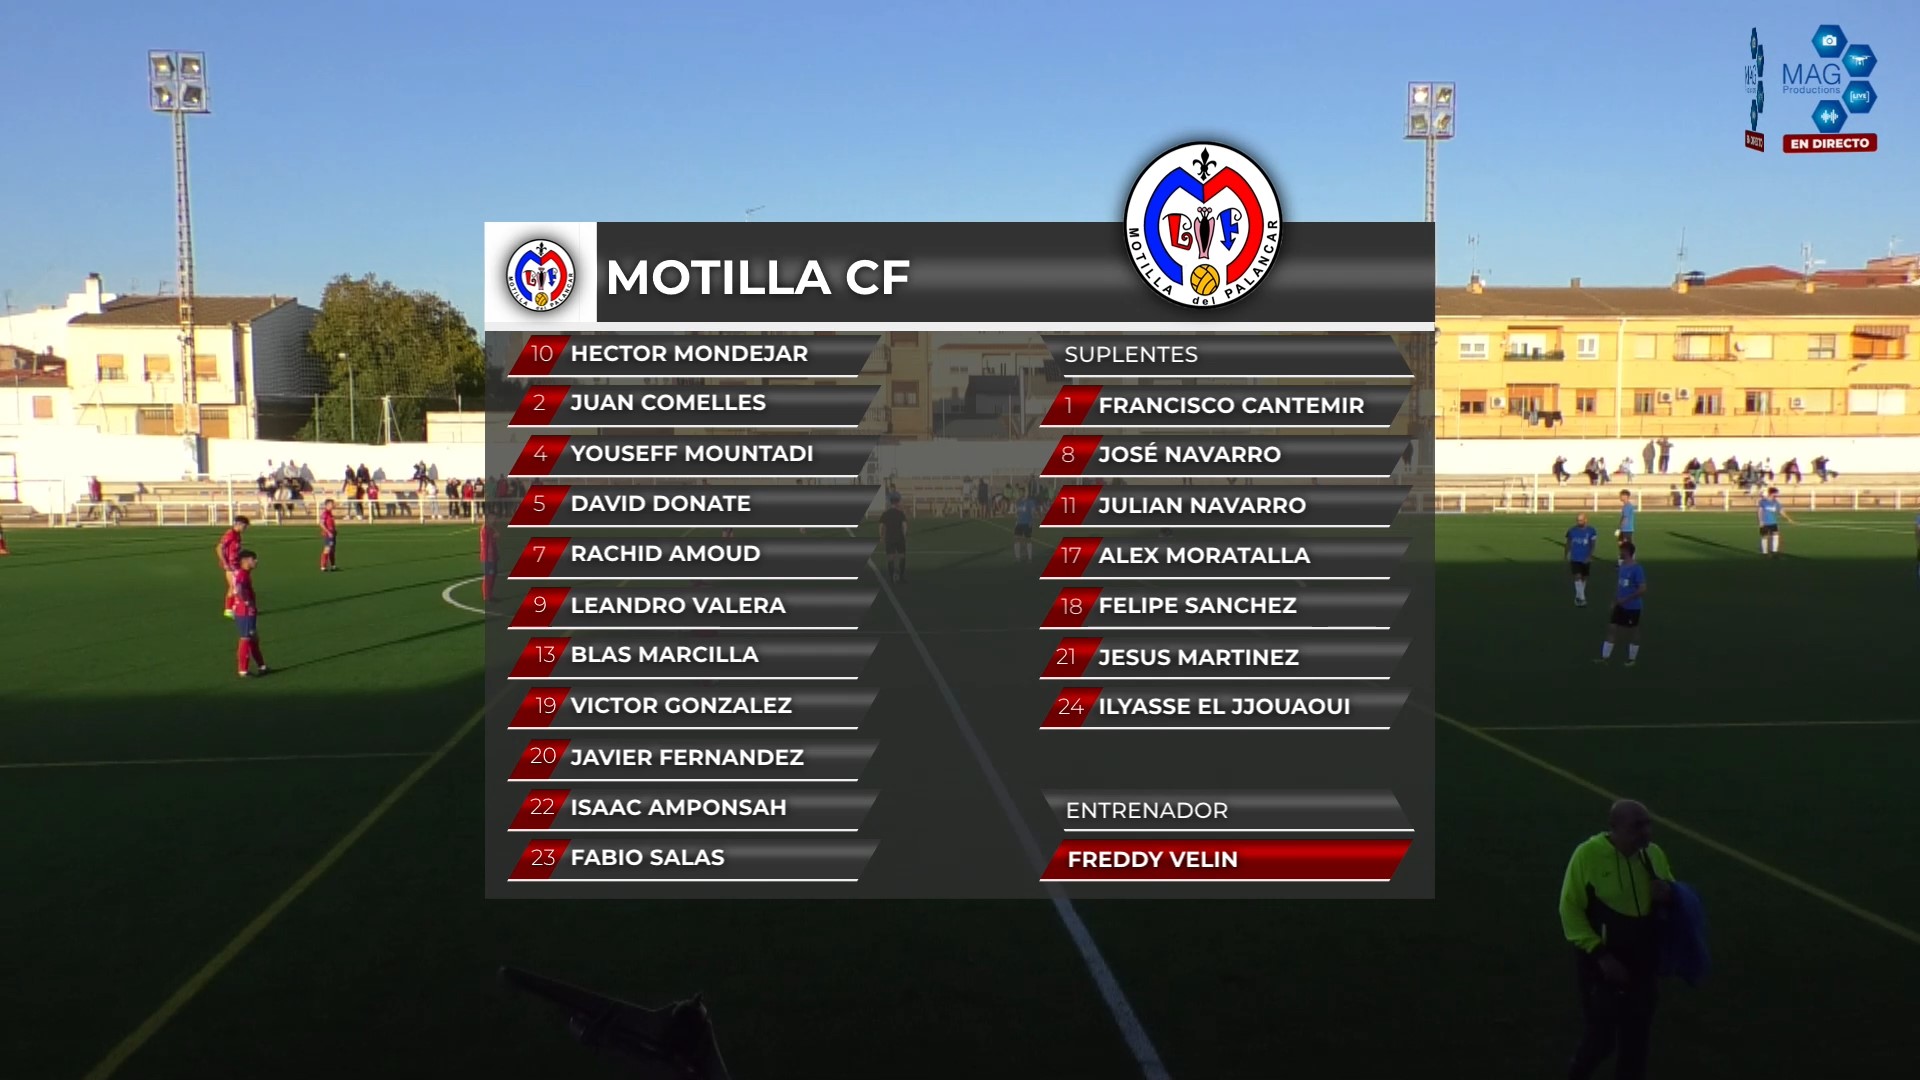 MAG
Productions
[LIVE]
EN DIRECTO
MOTILLA CF
MOTILLA del PALANCAR
10 HECTOR MONDEJAR
2 JUAN COMELLES
4 YOUSEFF MOUNTADI
5 DAVID DONATE
7 RACHID AMOUD
9 LEANDRO VALERA
13 BLAS MARCILLA
19 VICTOR GONZALEZ
20 JAVIER FERNANDEZ
22 ISAAC AMPONSAH
23 FABIO SALAS
SUPLENTES
1 FRANCISCO CANTEMIR
8 JOSÉ NAVARRO
11 JULIAN NAVARRO
17 ALEX MORATALLA
18 FELIPE SANCHEZ
21 JESUS MARTINEZ
24 ILYASSE EL JJOUAOUI
ENTRENADOR
FREDDY VELIN